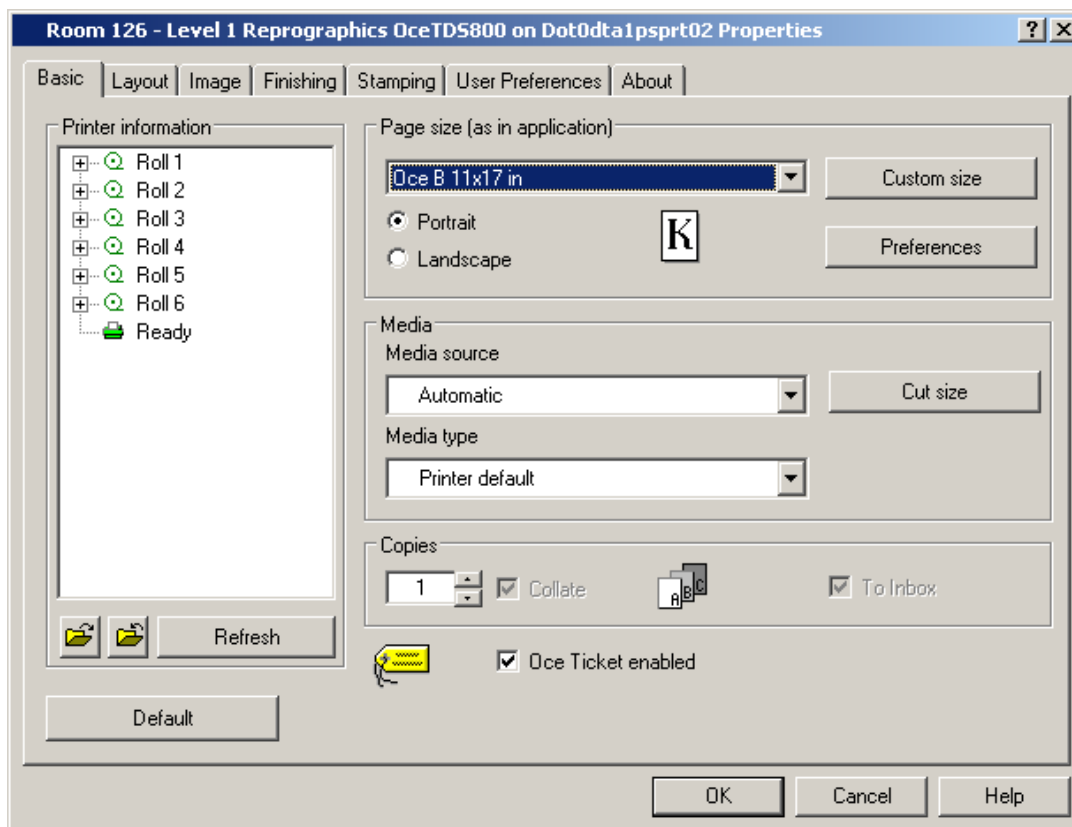 Room 126 - Level 1 Reprographics OceTDS800 on Dot0dta1psprt02 Properties
Basic Layout Image Finishing Stamping User Preferences About
Printer information
Roll 1
Roll 2
Roll 3
Roll 4
Roll 5
Roll 6
Ready
Refresh
Default
Page size (as in application)
Oce B 11x17 in
Custom size
Portrait
Landscape
K
Preferences
Media
Media source
Automatic
Cut size
Media type
Printer default
Copies
1
Collate
A B C
To Inbox
Oce Ticket enabled
OK Cancel Help